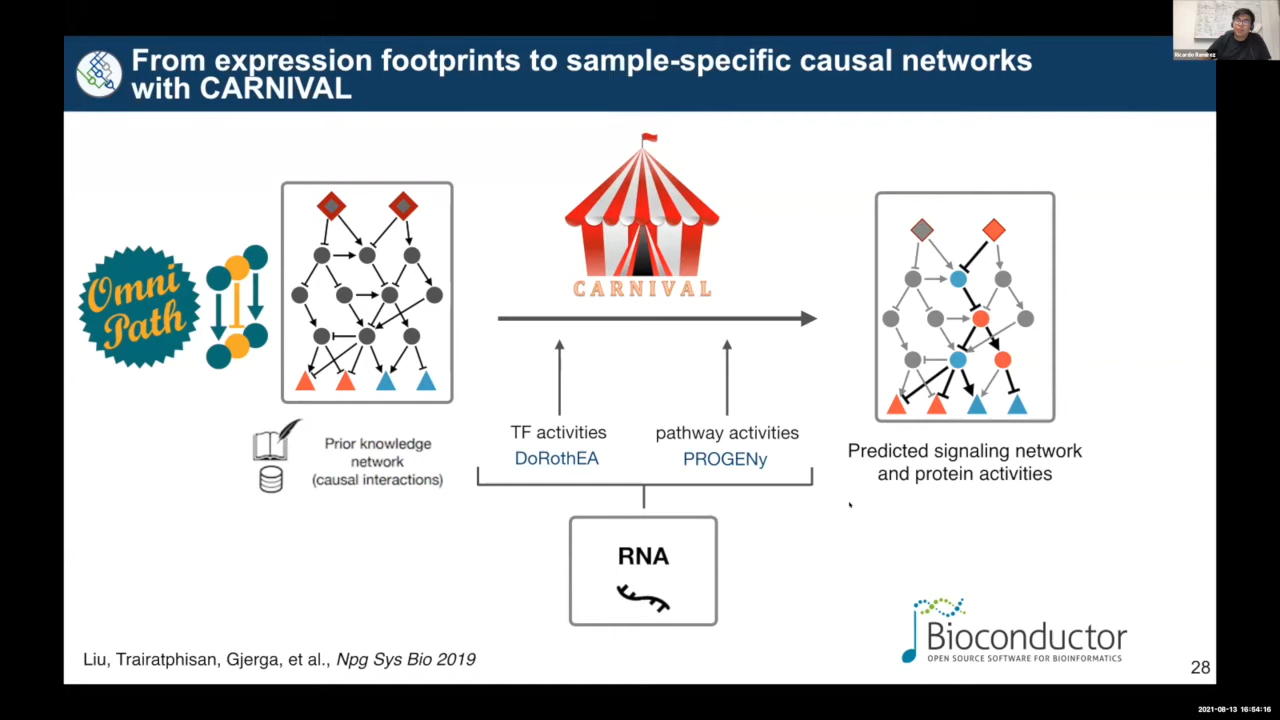 From expression footprints to sample-specific causal networks
with CARNIVAL
Ricardo Ramirez
Omni
Path
CARNIVAL
Prior knowledge
network
(causal interactions)
TF activities
DoRothEA
pathway activities
PROGENy
Predicted signaling network
and protein activities
RNA
Bioconductor
OPEN SOURCE SOFTWARE FOR BIOINFORMATICS
Liu, Trairatphisan, Gjerga, et al., Npg Sys Bio 2019
28
2021-08-13 16:54:16